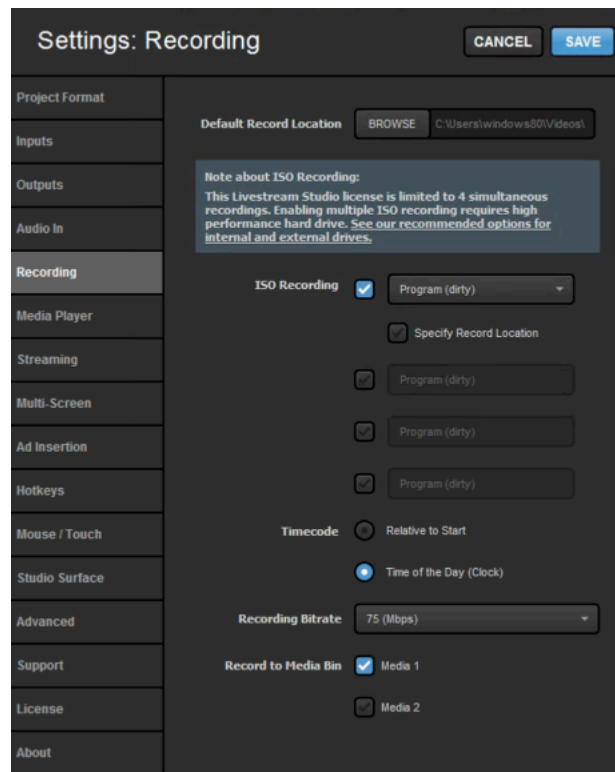 Settings: Recording
CANCEL
SAVE
Project Format
Inputs
Outputs
Audio In
Recording
Media Player
Streaming
Multi-Screen
Ad Insertion
Hotkeys
Mouse / Touch
Studio Surface
Advanced
Support
License
About
Default Record Location
BROWSE
C:\Users\windows80\Videos\
Note about ISO Recording:
This Livestream Studio license is limited to 4 simultaneous
recordings. Enabling multiple ISO recording requires high
performance hard drive. See our recommended options for
internal and external drives.
ISO Recording
Program (dirty)
Specify Record Location
Program (dirty)
Program (dirty)
Program (dirty)
Timecode
Relative to Start
Time of the Day (Clock)
Recording Bitrate
75 (Mbps)
Record to Media Bin
Media 1
Media 2